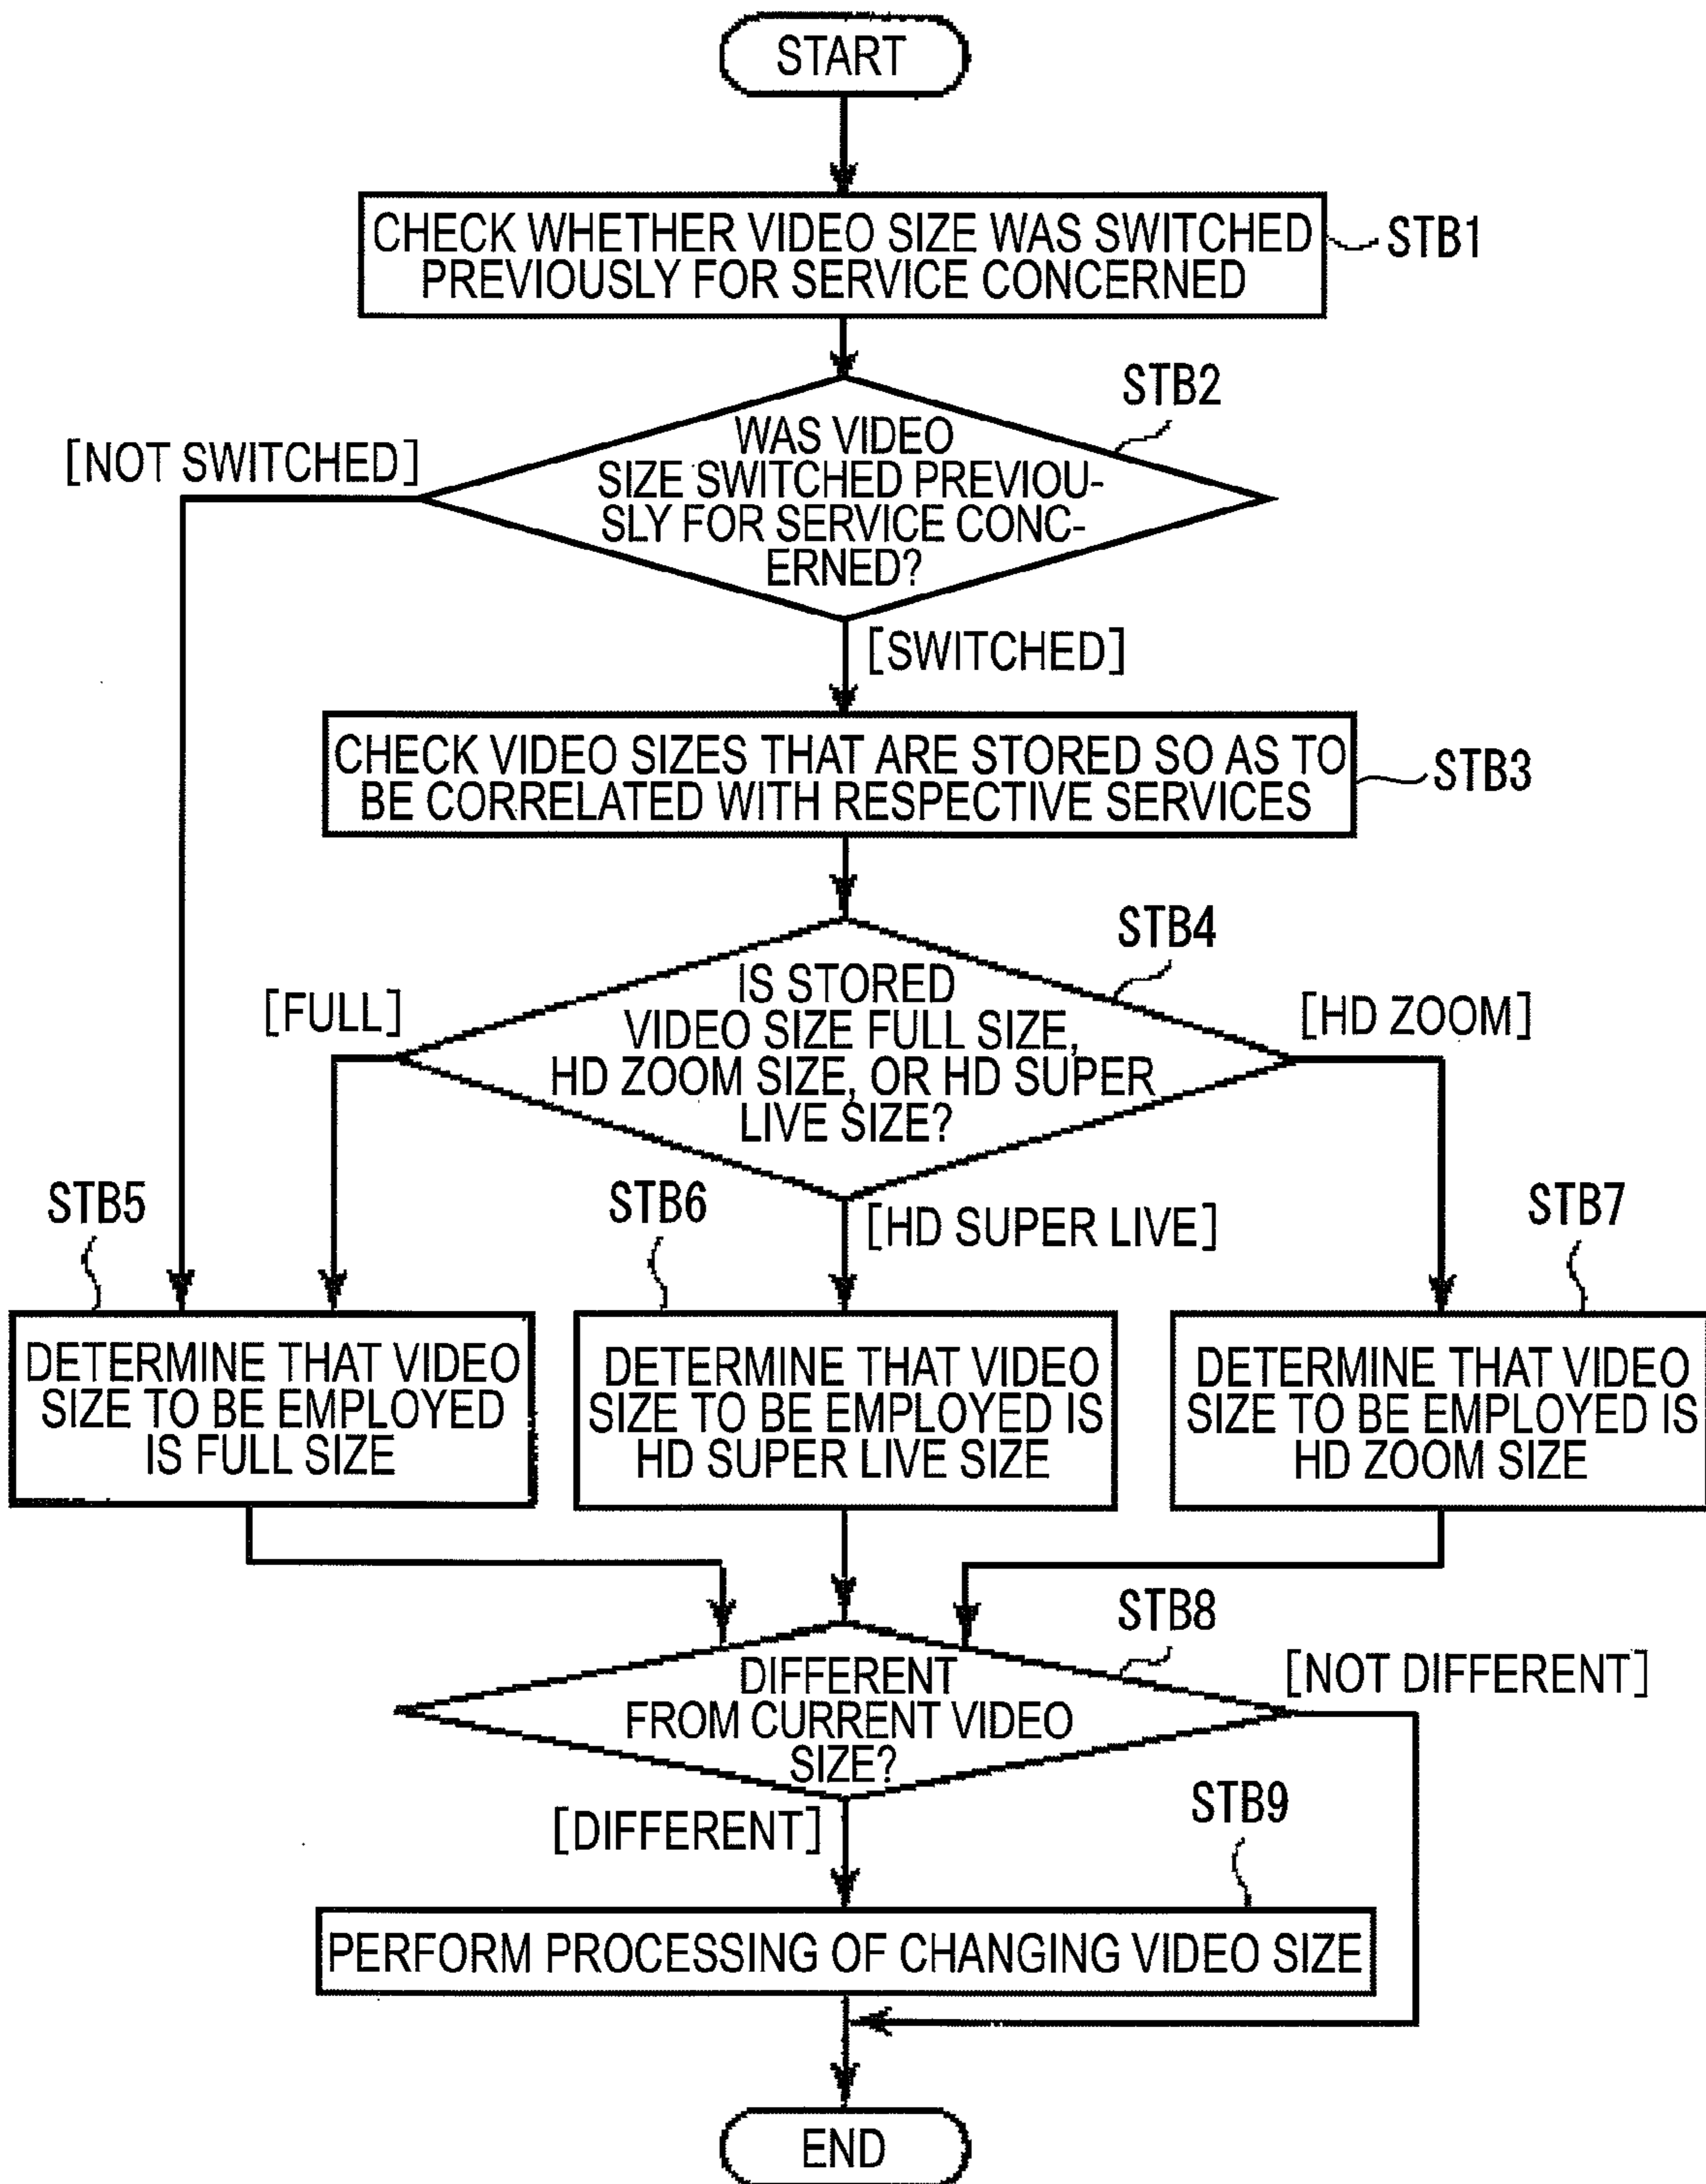 START
CHECK WHETHER VIDEO SIZE WAS SWITCHED
PREVIOUSLY FOR SERVICE CONCERNED
STB1
STB2
WAS VIDEO
SIZE SWITCHED PREVIOU-
SLY FOR SERVICE CONC-
ERNED?
[NOT SWITCHED]
[SWITCHED]
CHECK VIDEO SIZES THAT ARE STORED SO AS TO
BE CORRELATED WITH RESPECTIVE SERVICES
STB3
STB4
IS STORED
VIDEO SIZE FULL SIZE,
HD ZOOM SIZE, OR HD SUPER
LIVE SIZE?
[FULL]
[HD ZOOM]
[HD SUPER LIVE]
STB5
DETERMINE THAT VIDEO
SIZE TO BE EMPLOYED
IS FULL SIZE
STB6
DETERMINE THAT VIDEO
SIZE TO BE EMPLOYED IS
HD SUPER LIVE SIZE
STB7
DETERMINE THAT VIDEO
SIZE TO BE EMPLOYED IS
HD ZOOM SIZE
STB8
DIFFERENT
FROM CURRENT VIDEO
SIZE?
[NOT DIFFERENT]
[DIFFERENT]
STB9
PERFORM PROCESSING OF CHANGING VIDEO SIZE
END